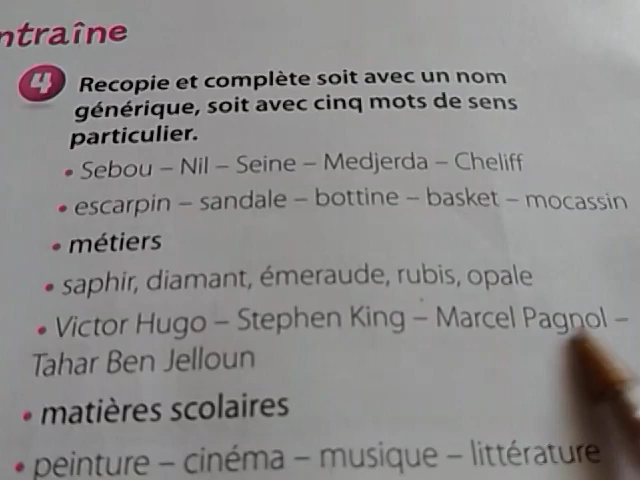 ntraîne
4 Recopie et complète soit avec un nom
générique, soit avec cinq mots de sens
particulier.
• Sebou – Nil – Seine – Medjerda – Cheliff
• escarpin – sandale – bottine – basket – mocassin
• métiers
• saphir, diamant, émeraude, rubis, opale
• Victor Hugo – Stephen King – Marcel Pagnol –
Tahar Ben Jelloun
• matières scolaires
• peinture – cinéma – musique – littérature